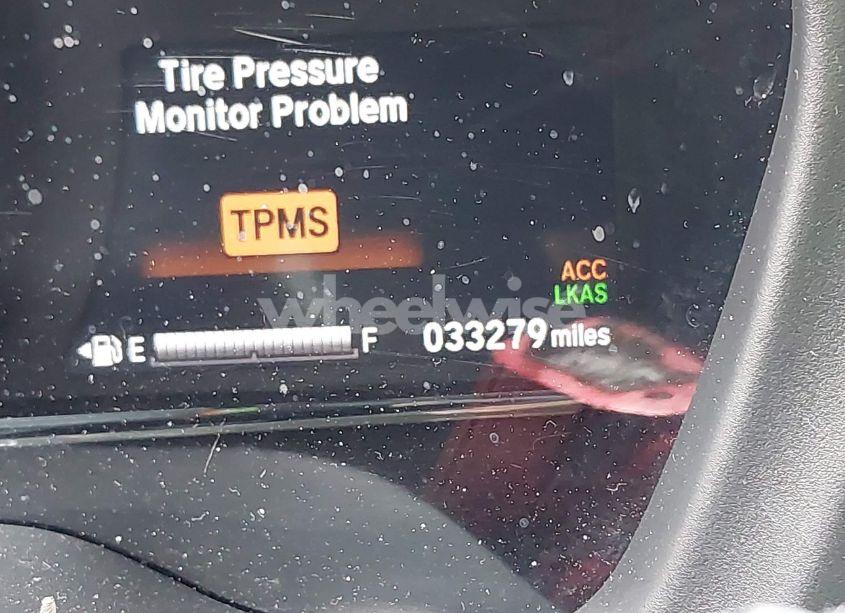 Tire Pressure
Monitor Problem
TPMS
ACC
LKAS
wheelwise
E F 033279 miles